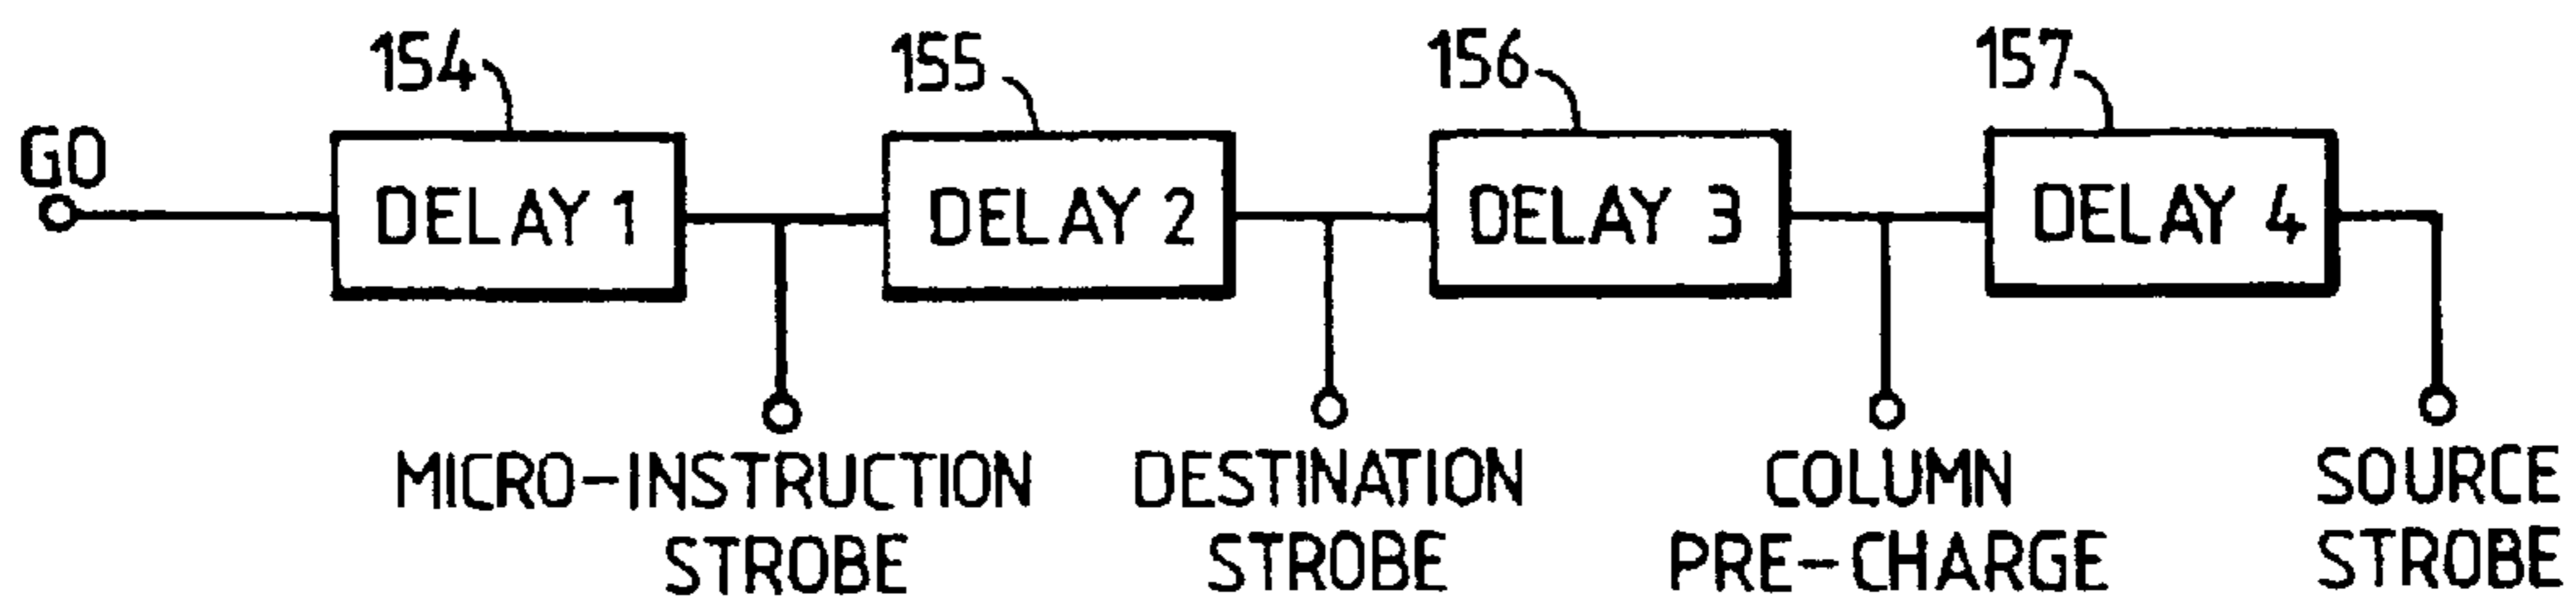 154
155
156
157
GO
DELAY 1
DELAY 2
DELAY 3
DELAY 4
MICRO-INSTRUCTION
STROBE
DESTINATION
STROBE
COLUMN
PRE-CHARGE
SOURCE
STROBE